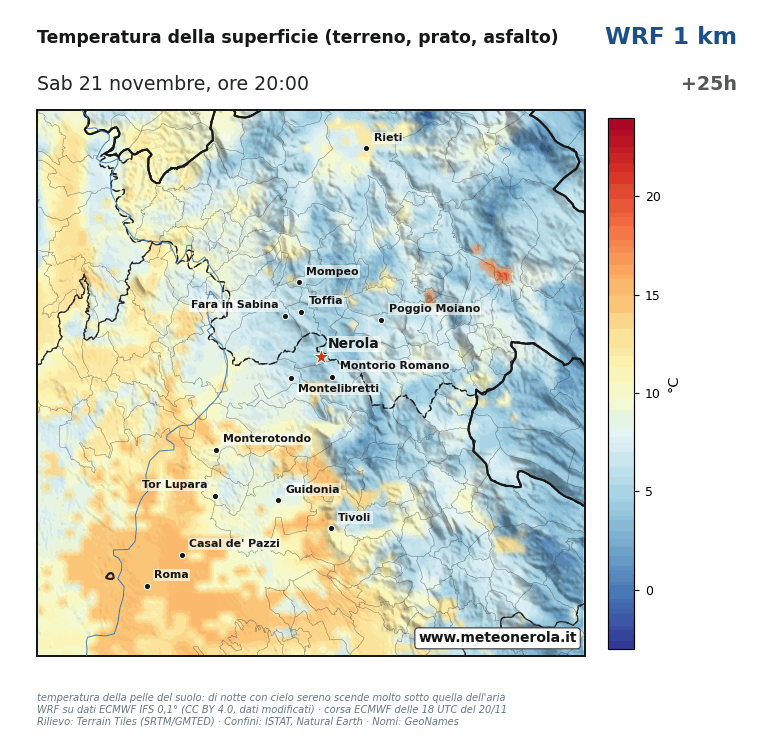 Temperatura della superficie (terreno, prato, asfalto)
WRF 1 km
Sab 21 novembre, ore 20:00
+25h
Rieti
Mompeo
Fara in Sabina
Toffia
Poggio Moiano
Nerola
Montorio Romano
Montelibretti
Monterotondo
Tor Lupara
Guidonia
Tivoli
Casal de' Pazzi
Roma
www.meteonerola.it
20
15
10
5
0
°C
temperatura della pelle del suolo: di notte con cielo sereno scende molto sotto quella dell'aria
WRF su dati ECMWF IFS 0,1° (CC BY 4.0, dati modificati) · corsa ECMWF delle 18 UTC del 20/11
Rilievo: Terrain Tiles (SRTM/GMTED) · Confini: ISTAT, Natural Earth · Nomi: GeoNames